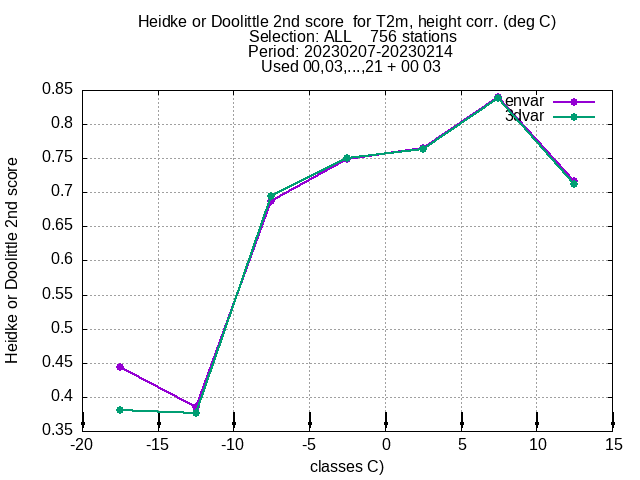 Heidke or Doolittle 2nd score  for T2m, height corr. (deg C)
Selection: ALL    756 stations
Period: 20230207-20230214
Used 00,03,...,21 + 00 03
envar
3dvar
Heidke or Doolittle 2nd score
0.85
0.8
0.75
0.7
0.65
0.6
0.55
0.5
0.45
0.4
0.35
-20 -15 -10 -5 0 5 10 15
classes C)